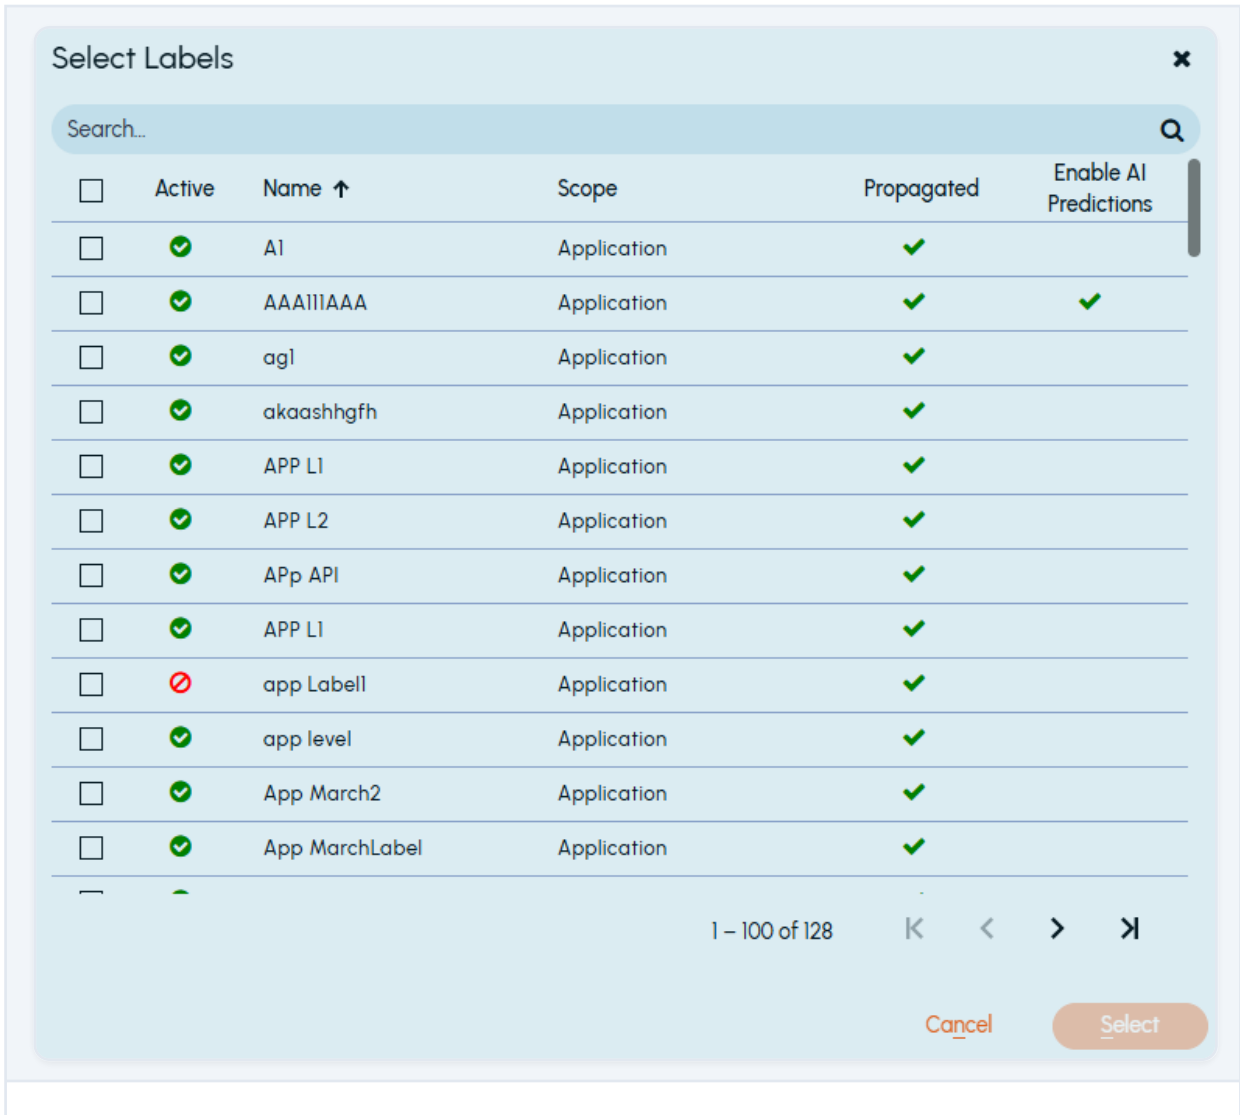 Select Labels
Search...
Active Name Scope Propagated Enable AI Predictions
A1 Application
AAA111AAA Application
ag1 Application
akaashhgfh Application
APP L1 Application
APP L2 Application
APp API Application
APP L1 Application
app Label1 Application
app level Application
App March2 Application
App MarchLabel Application
1 – 100 of 128
Cancel Select